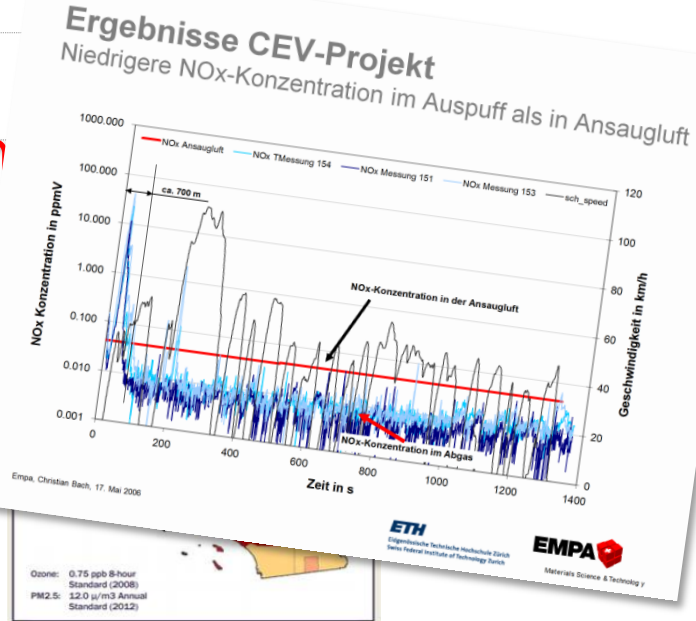 Ergebnisse CEV-Projekt
Niedrigere NOx-Konzentration im Auspuff als in Ansaugluft
1000.000
100.000
10.000
1.000
0.100
0.010
0.001
NOx Konzentration in ppmV
NOx Ansaugluft
NOx TMessung 154
NOx Messung 151
NOx Messung 153
sch_speed
ca. 700 m
NOx-Konzentration in der Ansaugluft
NOx-Konzentration im Abgas
120
100
80
60
40
20
0
Geschwindigkeit in km/h
0
200
400
600
800
1000
1200
1400
Zeit in s
Empa, Christian Bach, 17. Mai 2006
ETH
Eidgenössische Technische Hochschule Zürich
Swiss Federal Institute of Technology Zurich
EMPA
Materials Science & Technolog y
Ozone: 0.75 ppb 8-hour
Standard (2008)
PM2.5: 12.0 µ/m3 Annual
Standard (2012)